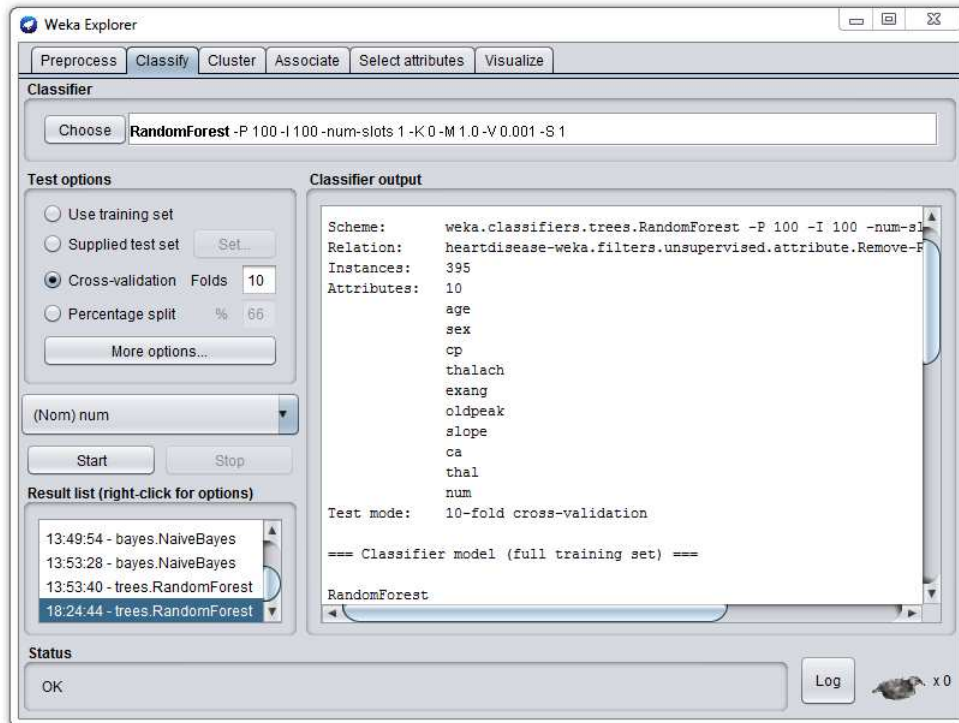 Weka Explorer
Preprocess Classify Cluster Associate Select attributes Visualize
Classifier
Choose RandomForest -P 100 -I 100 -num-slots 1 -K 0 -M 1.0 -V 0.001 -S 1
Test options
Use training set
Supplied test set Set...
Cross-validation Folds 10
Percentage split % 66
More options...
(Nom) num
Start Stop
Result list (right-click for options)
13:49:54 - bayes.NaiveBayes
13:53:28 - bayes.NaiveBayes
13:53:40 - trees.RandomForest
18:24:44 - trees.RandomForest
Classifier output
Scheme: weka.classifiers.trees.RandomForest -P 100 -I 100 -num-sl
Relation: heartdisease-weka.filters.unsupervised.attribute.Remove-R
Instances: 395
Attributes: 10
age
sex
cp
thalach
exang
oldpeak
slope
ca
thal
num
Test mode: 10-fold cross-validation
=== Classifier model (full training set) ===
RandomForest
Status
OK
Log x 0